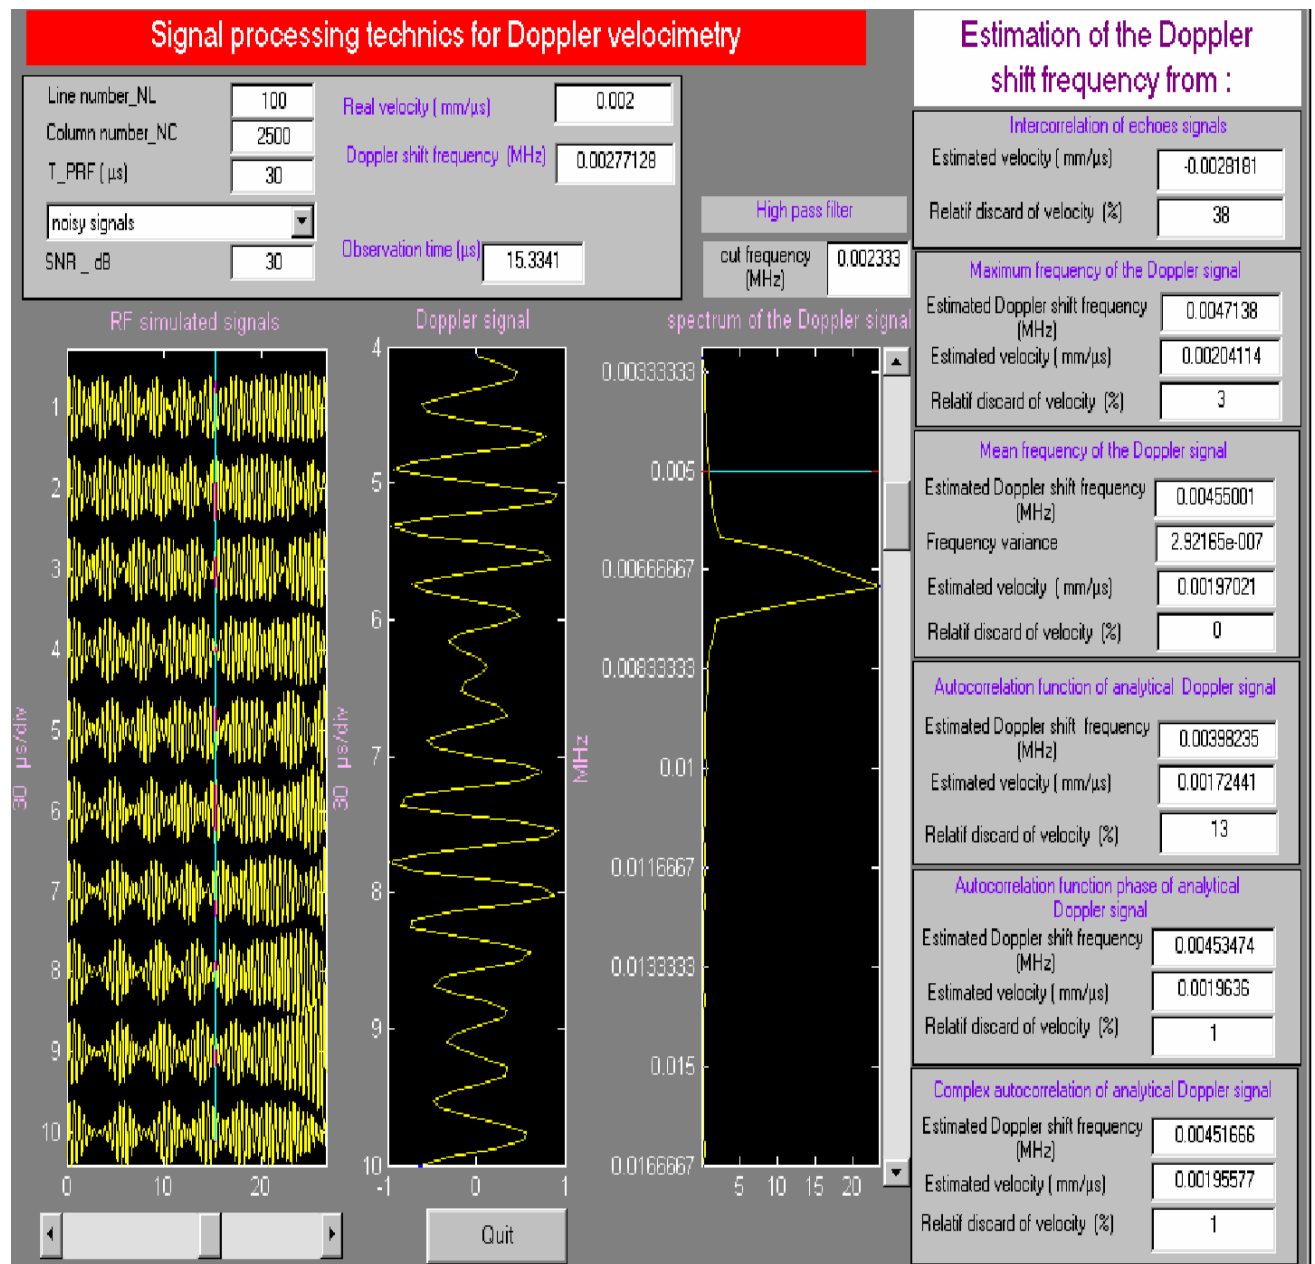 Signal processing technics for Doppler velocimetry
Line number_NL
100
Column number_NC
2500
T_PRF ( µs)
30
noisy signals
SNR _ dB
30
Real velocity ( mm/µs)
0.002
Doppler shift frequency (MHz)
0.00277128
Observation time (µs)
15.3341
High pass filter
cut frequency
(MHz)
0.002333
RF simulated signals
30 µs/div
1
2
3
4
5
6
7
8
9
10
0
10
20
Doppler signal
30 µs/div
4
5
6
7
8
9
10
-1
0
1
Quit
spectrum of the Doppler signal
MHz
0.00333333
0.005
0.00666667
0.00833333
0.01
0.0116667
0.0133333
0.015
0.0166667
5
10
15
20
Estimation of the Doppler
shift frequency from :
Intercorrelation of echoes signals
Estimated velocity ( mm/µs)
-0.0028181
Relatif discard of velocity (%)
38
Maximum frequency of the Doppler signal
Estimated Doppler shift frequency
(MHz)
0.0047138
Estimated velocity ( mm/µs)
0.00204114
Relatif discard of velocity (%)
3
Mean frequency of the Doppler signal
Estimated Doppler shift frequency
(MHz)
0.00455001
Frequency variance
2.92165e-007
Estimated velocity ( mm/µs)
0.00197021
Relatif discard of velocity (%)
0
Autocorrelation function of analytical Doppler signal
Estimated Doppler shift frequency
(MHz)
0.00398235
Estimated velocity ( mm/µs)
0.00172441
Relatif discard of velocity (%)
13
Autocorrelation function phase of analytical
Doppler signal
Estimated Doppler shift frequency
(MHz)
0.00453474
Estimated velocity ( mm/µs)
0.0019636
Relatif discard of velocity (%)
1
Complex autocorrelation of analytical Doppler signal
Estimated Doppler shift frequency
(MHz)
0.00451666
Estimated velocity ( mm/µs)
0.00195577
Relatif discard of velocity (%)
1